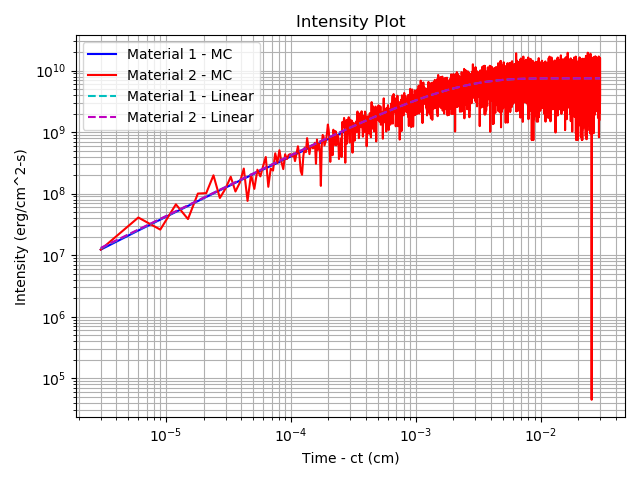 Intensity Plot
Material 1 - MC
Material 2 - MC
Material 1 - Linear
Material 2 - Linear
Intensity (erg/cm^2-s)
10^10
10^9
10^8
10^7
10^6
10^5
10^-5 10^-4 10^-3 10^-2
Time - ct (cm)